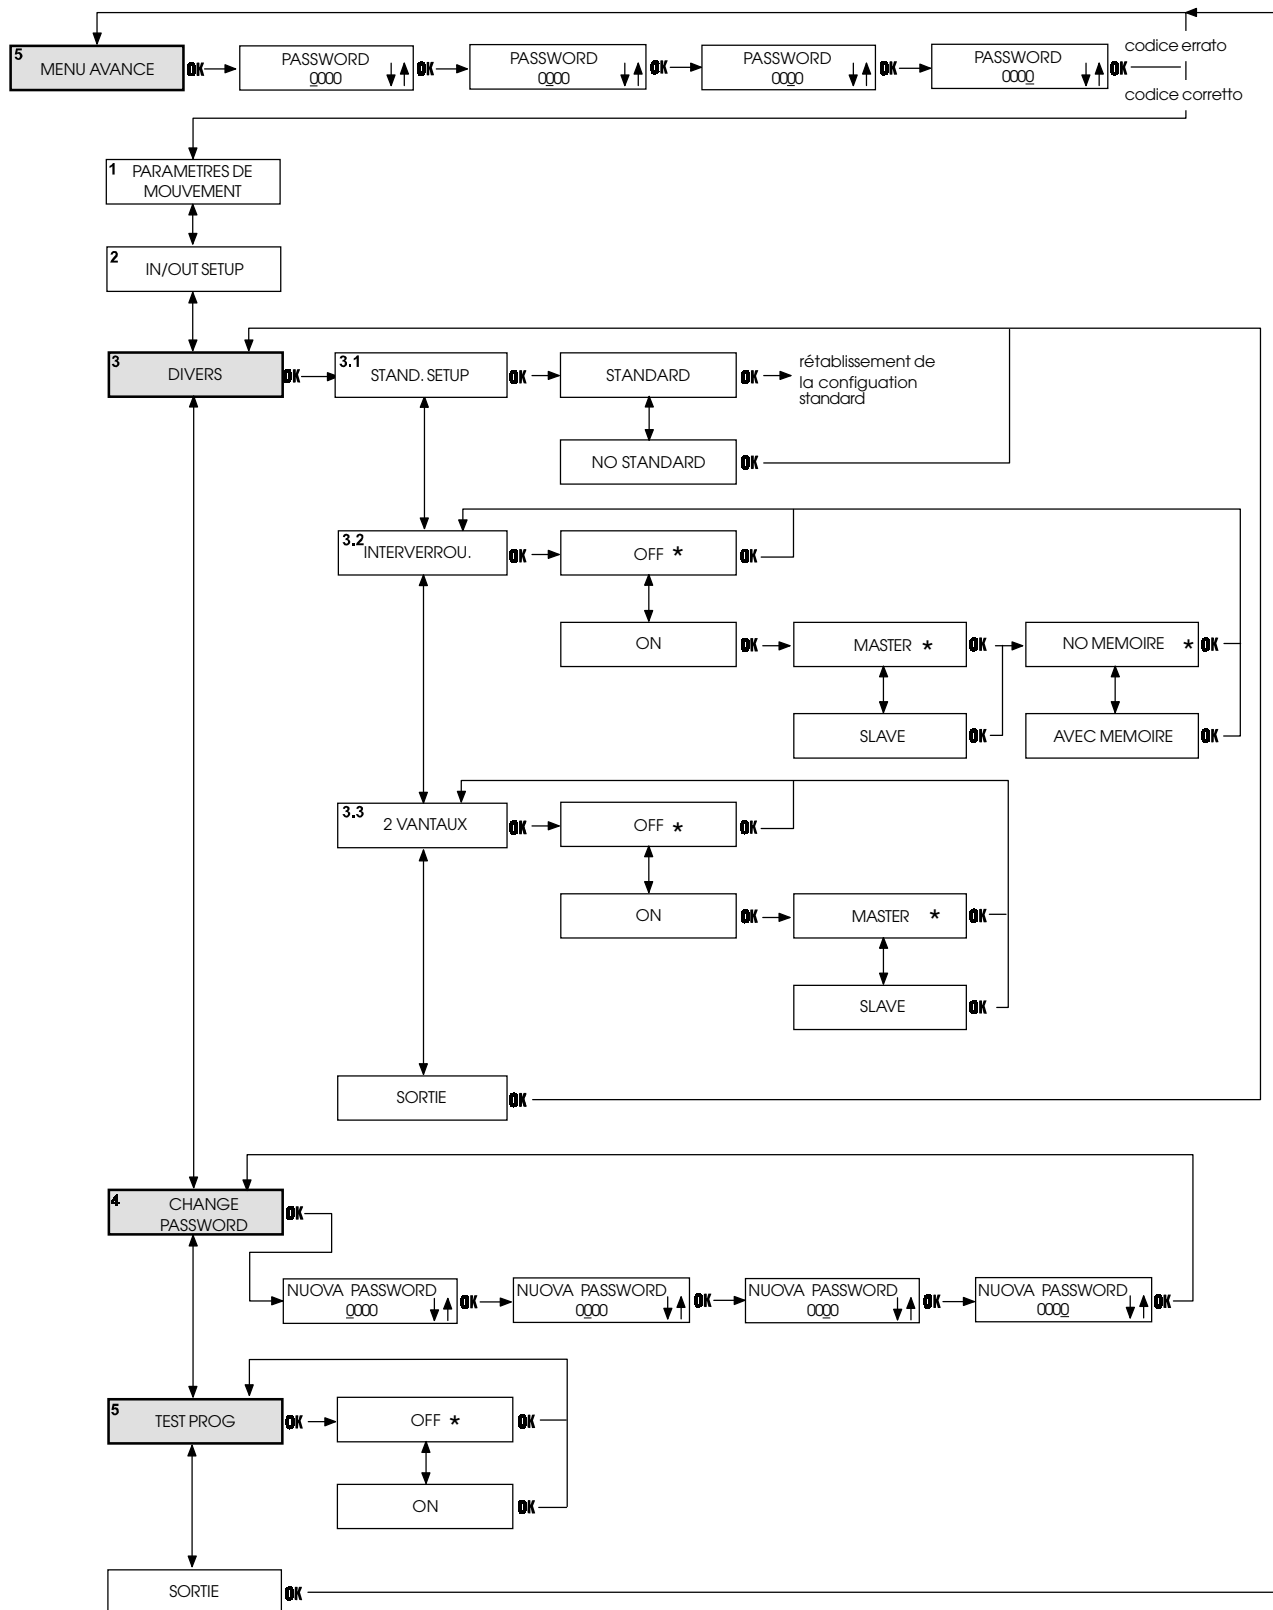 5
MENU AVANCE
OK
PASSWORD
0000
OK
PASSWORD
0000
OK
PASSWORD
0000
OK
PASSWORD
0000
OK
codice errato
codice corretto
1
PARAMETRES DE
MOUVEMENT
2
IN/OUT SETUP
3
DIVERS
OK
3.1
STAND. SETUP
OK
STANDARD
OK
rétablissement de
la configuation
standard
NO STANDARD
OK
3.2
INTERVERROU.
OK
OFF *
OK
ON
OK
MASTER *
OK
NO MEMOIRE *
OK
SLAVE
OK
AVEC MEMOIRE
OK
3.3
2 VANTAUX
OK
OFF *
OK
ON
OK
MASTER *
OK
SLAVE
OK
SORTIE
OK
4
CHANGE
PASSWORD
OK
NUOVA PASSWORD
0000
OK
NUOVA PASSWORD
0000
OK
NUOVA PASSWORD
0000
OK
NUOVA PASSWORD
0000
OK
5
TEST PROG
OK
OFF *
OK
ON
OK
SORTIE
OK